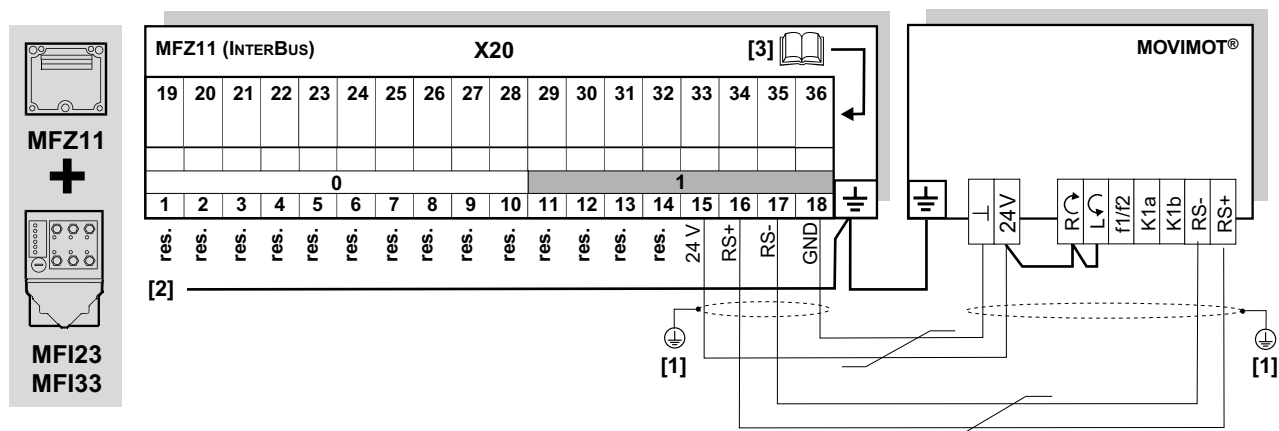 MFZ11 (INTERBUS) X20 [3] MOVIMOT®
19 20 21 22 23 24 25 26 27 28 29 30 31 32 33 34 35 36
MFZ11
+
MFI23
MFI33
0 1
1 2 3 4 5 6 7 8 9 10 11 12 13 14 15 16 17 18
res. res. res. res. res. res. res. res. res. res. res. res. res. res. 24 V RS+ RS- GND
⊥ 24V R L f1/f2 K1a K1b RS- RS+
[2]
[1] [1]